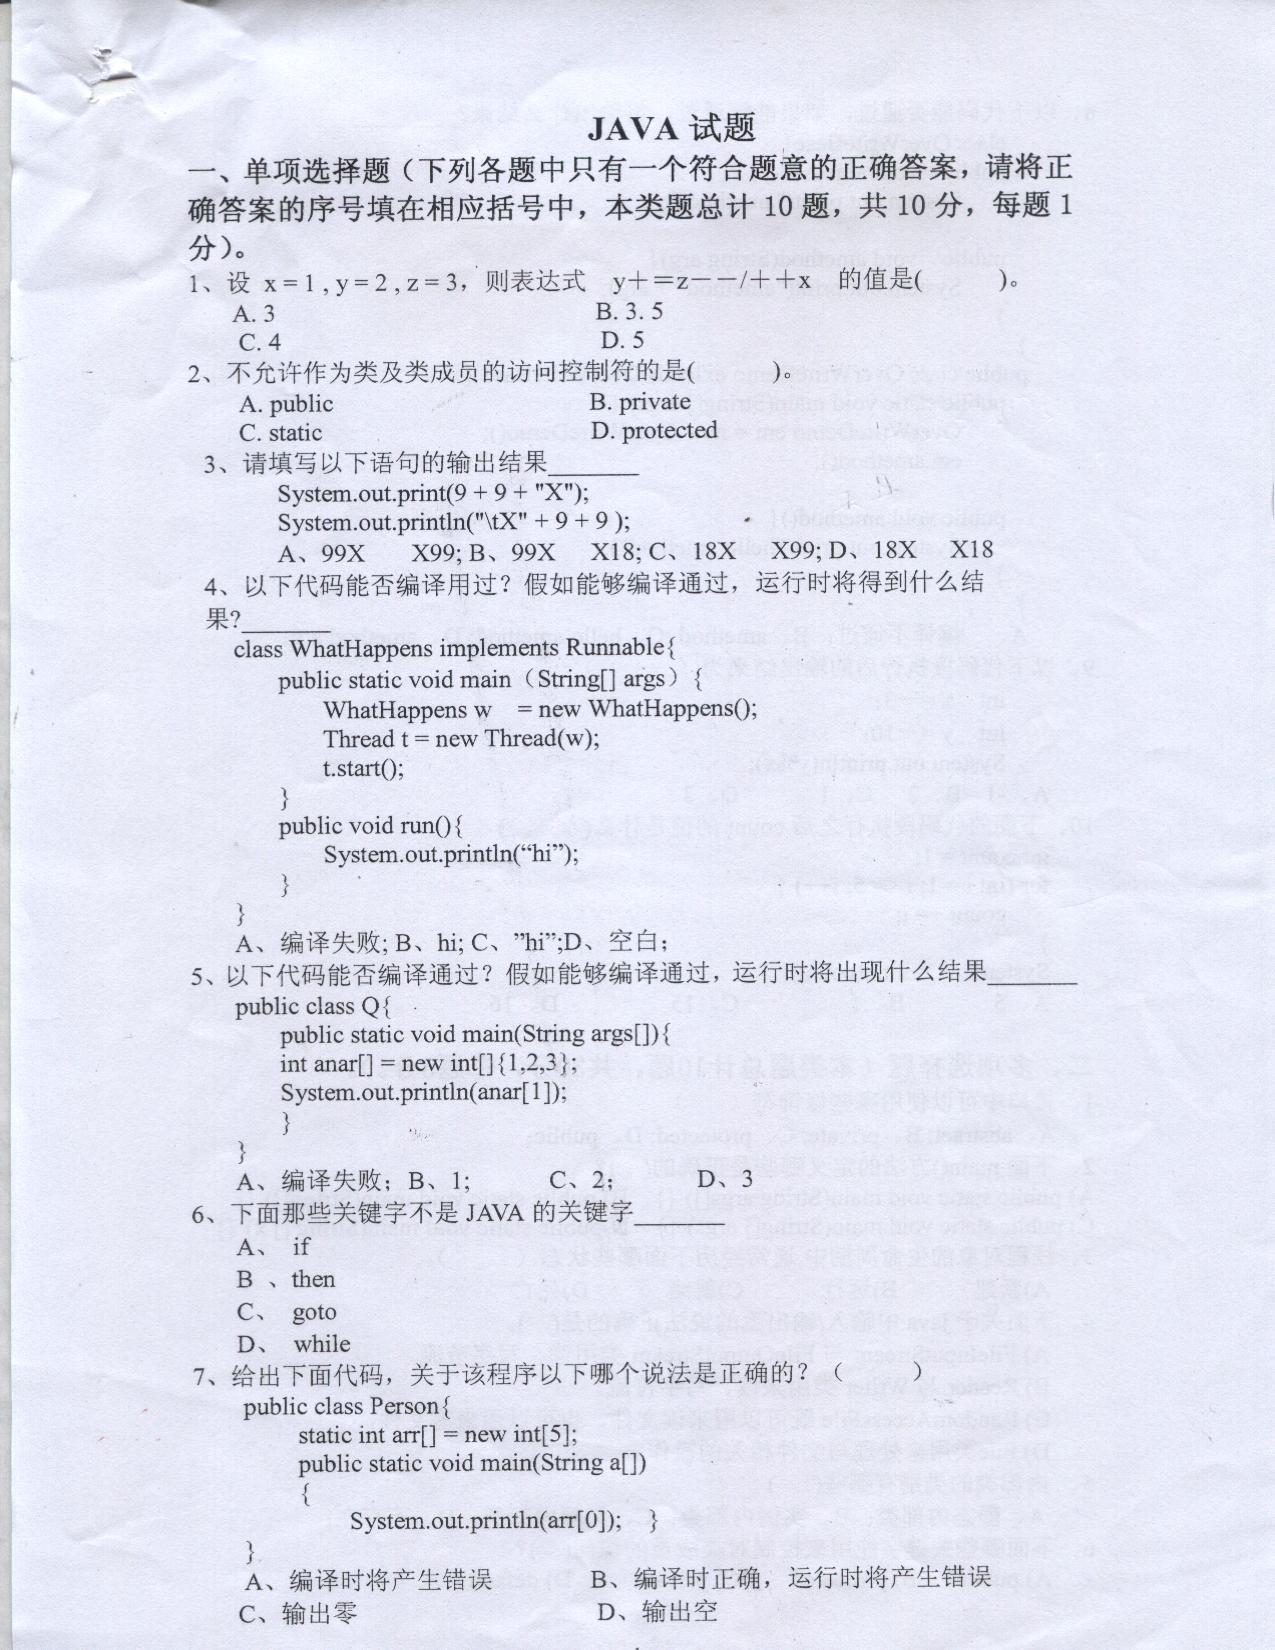 JAVA 试题
一、单项选择题（下列各题中只有一个符合题意的正确答案，请将正
确答案的序号填在相应括号中，本类题总计 10 题，共 10 分，每题 1
分）。
1、设 x = 1 , y = 2 , z = 3，则表达式 y＋＝z－－/＋＋x 的值是( )。
A. 3 B. 3. 5
C. 4 D. 5
2、不允许作为类及类成员的访问控制符的是( )。
A. public B. private
C. static D. protected
3、请填写以下语句的输出结果_______
System.out.print(9 + 9 + "X");
System.out.println("\tX" + 9 + 9 );
A、99X X99; B、99X X18; C、18X X99; D、18X X18
4、以下代码能否编译用过？假如能够编译通过，运行时将得到什么结
果?_______
class WhatHappens implements Runnable{
public static void main（String[] args）{
WhatHappens w = new WhatHappens();
Thread t = new Thread(w);
t.start();
}
public void run(){
System.out.println(“hi”);
}
}
A、编译失败; B、hi; C、”hi”;D、空白;
5、以下代码能否编译通过？假如能够编译通过，运行时将出现什么结果_______
public class Q{
public static void main(String args[]){
int anar[] = new int[]{1,2,3};
System.out.println(anar[1]);
}
}
A、编译失败; B、1; C、2; D、3
6、下面那些关键字不是 JAVA 的关键字_______
A、 if
B 、then
C、 goto
D、 while
7、给出下面代码，关于该程序以下哪个说法是正确的？（ ）
public class Person{
static int arr[] = new int[5];
public static void main(String a[])
{
System.out.println(arr[0]); }
}
A、编译时将产生错误 B、编译时正确，运行时将产生错误
C、输出零 D、输出空